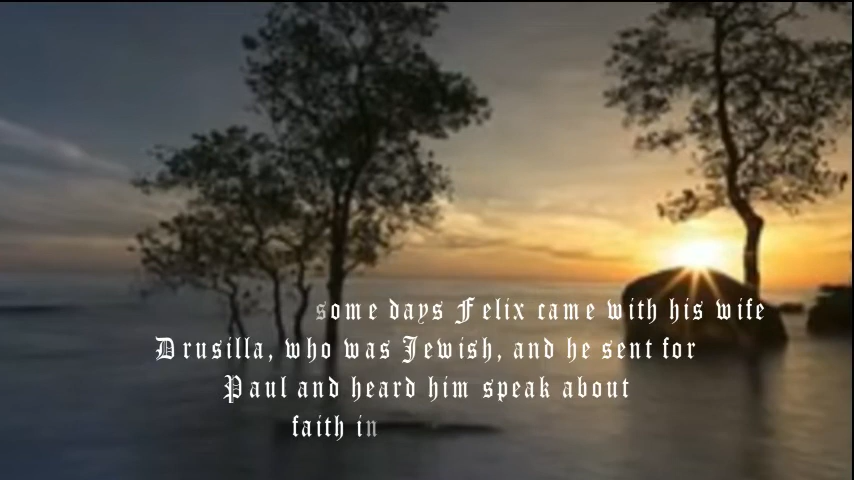 some days Felix came with his wife
Drusilla, who was Jewish, and he sent for
Paul and heard him speak about
faith in